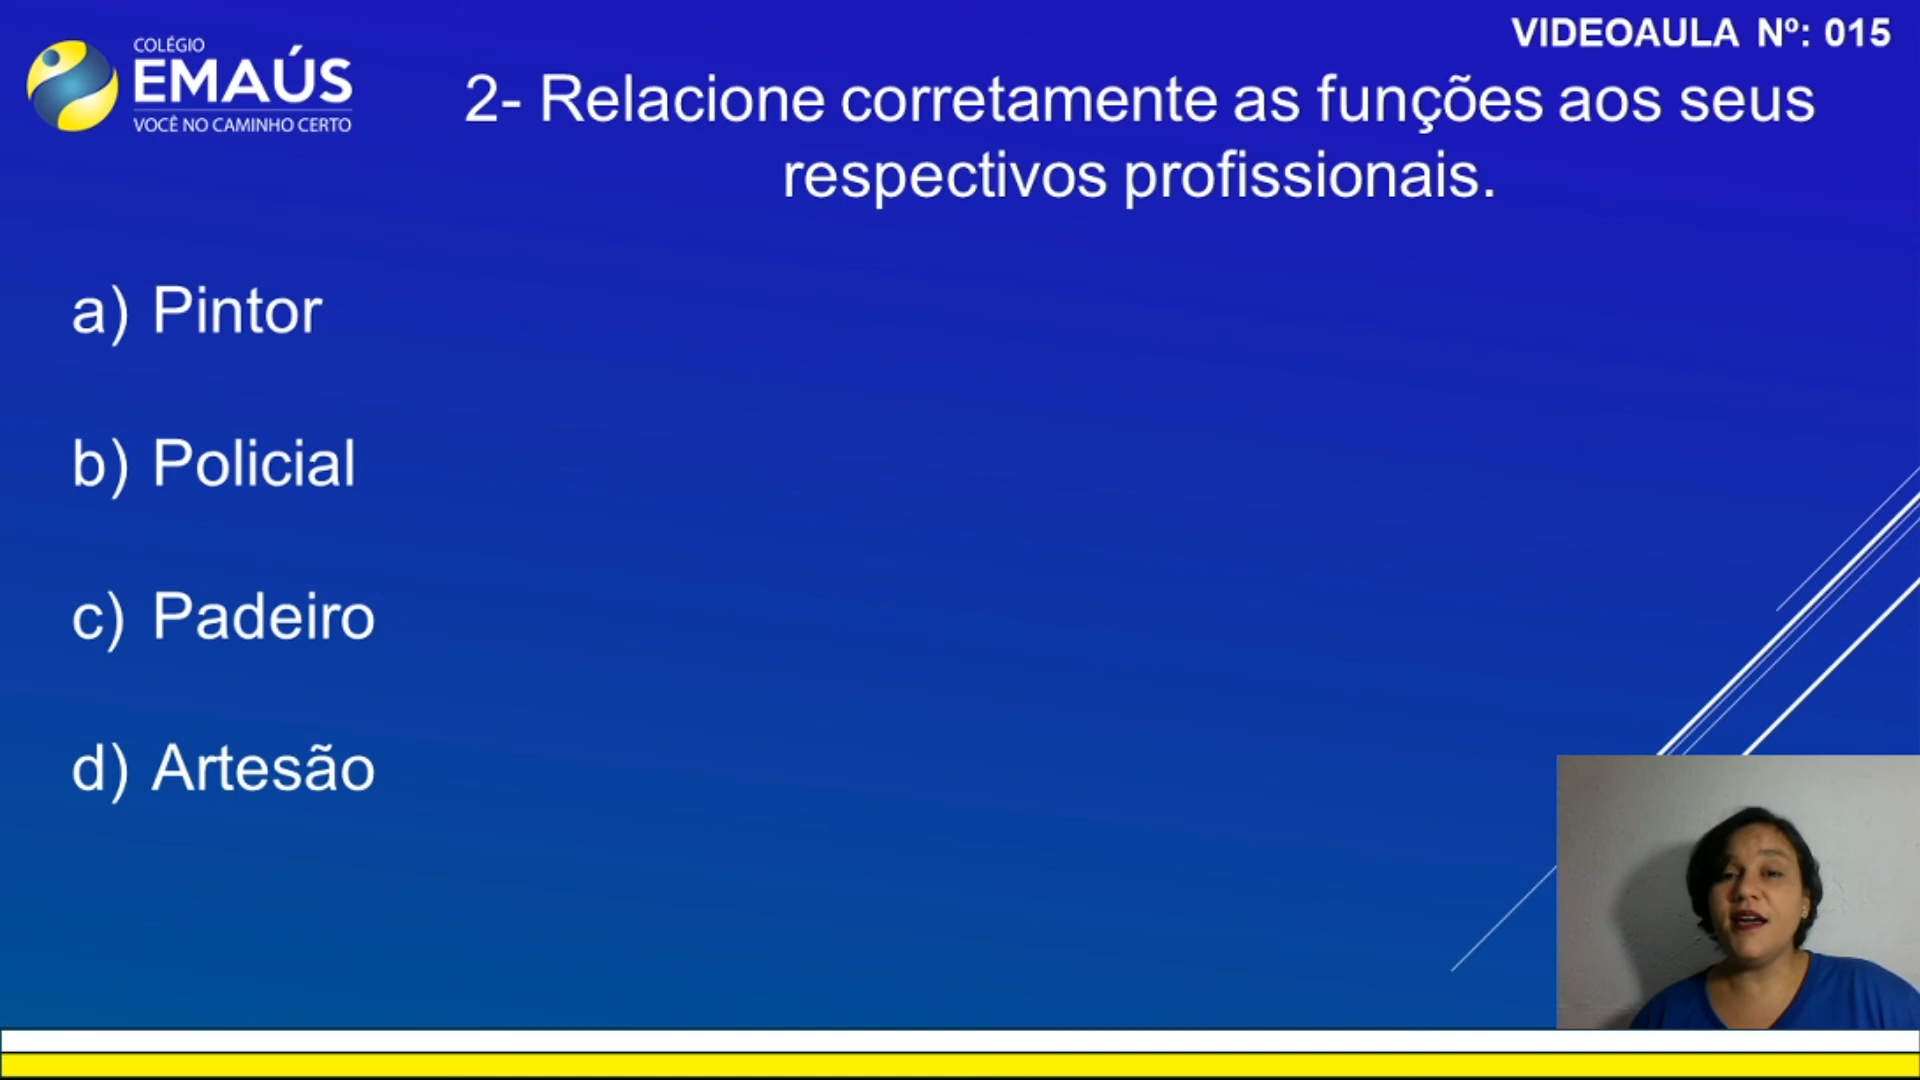 COLÉGIO
EMAÚS
VOCÊ NO CAMINHO CERTO
VIDEOAULA Nº: 015
2- Relacione corretamente as funções aos seus
respectivos profissionais.
a) Pintor
b) Policial
c) Padeiro
d) Artesão